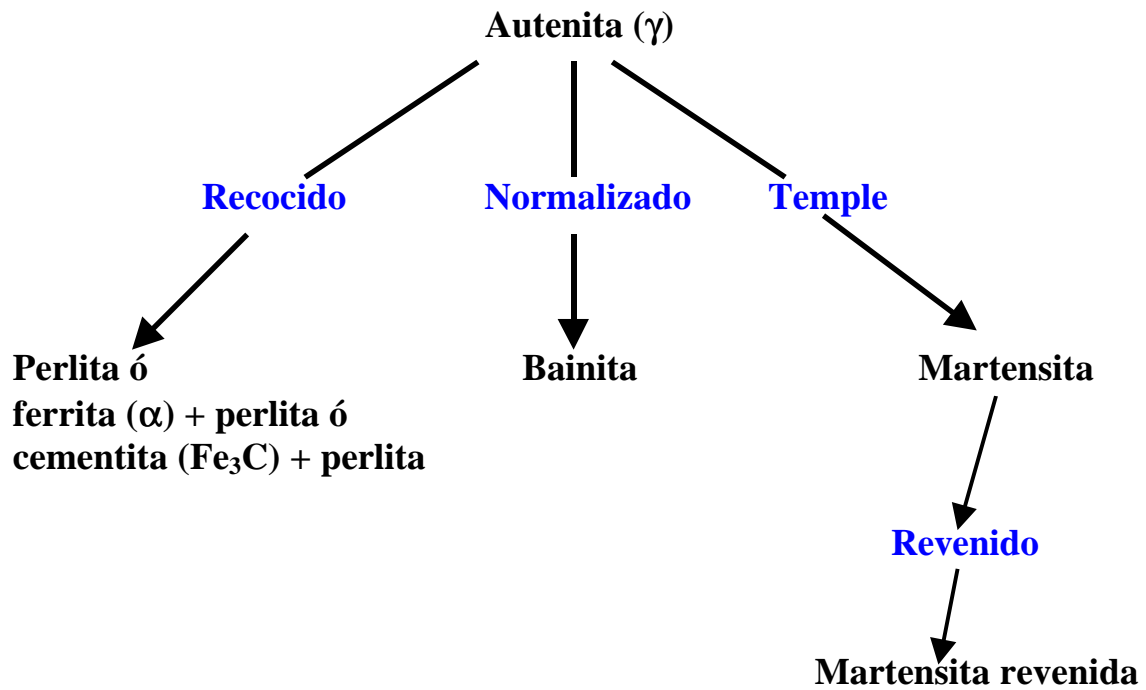 Autenita (γ)
Recocido
Normalizado
Temple
Perlita ó
ferrita (α) + perlita ó
cementita (Fe₃C) + perlita
Bainita
Martensita
Revenido
Martensita revenida